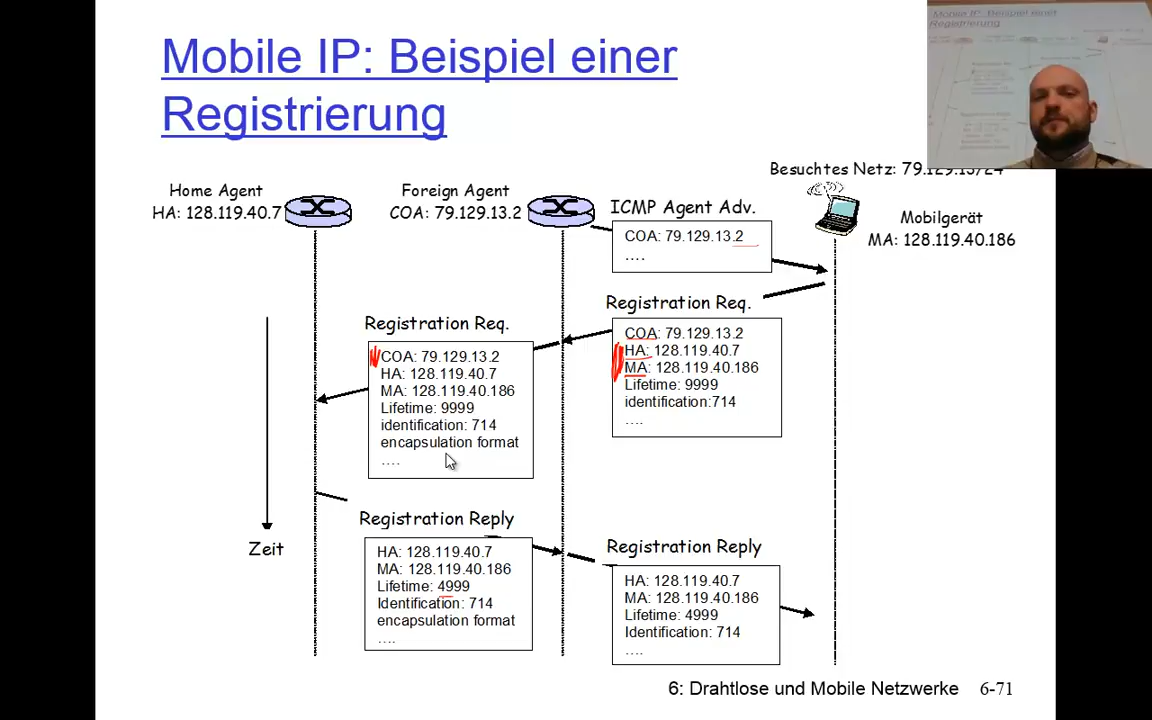 Mobile IP: Beispiel einer
Registrierung
Besuchtes Netz: 79.129.13/24
Home Agent
HA: 128.119.40.7
Foreign Agent
COA: 79.129.13.2
ICMP Agent Adv.
COA: 79.129.13.2
....
Mobilgerät
MA: 128.119.40.186
Registration Req.
COA: 79.129.13.2
HA: 128.119.40.7
MA: 128.119.40.186
Lifetime: 9999
identification:714
....
Registration Req.
COA: 79.129.13.2
HA: 128.119.40.7
MA: 128.119.40.186
Lifetime: 9999
identification: 714
encapsulation format
....
Zeit
Registration Reply
HA: 128.119.40.7
MA: 128.119.40.186
Lifetime: 4999
Identification: 714
encapsulation format
....
Registration Reply
HA: 128.119.40.7
MA: 128.119.40.186
Lifetime: 4999
Identification: 714
....
6: Drahtlose und Mobile Netzwerke 6-71
Mobile IP: Beispiel einer
Registrierung